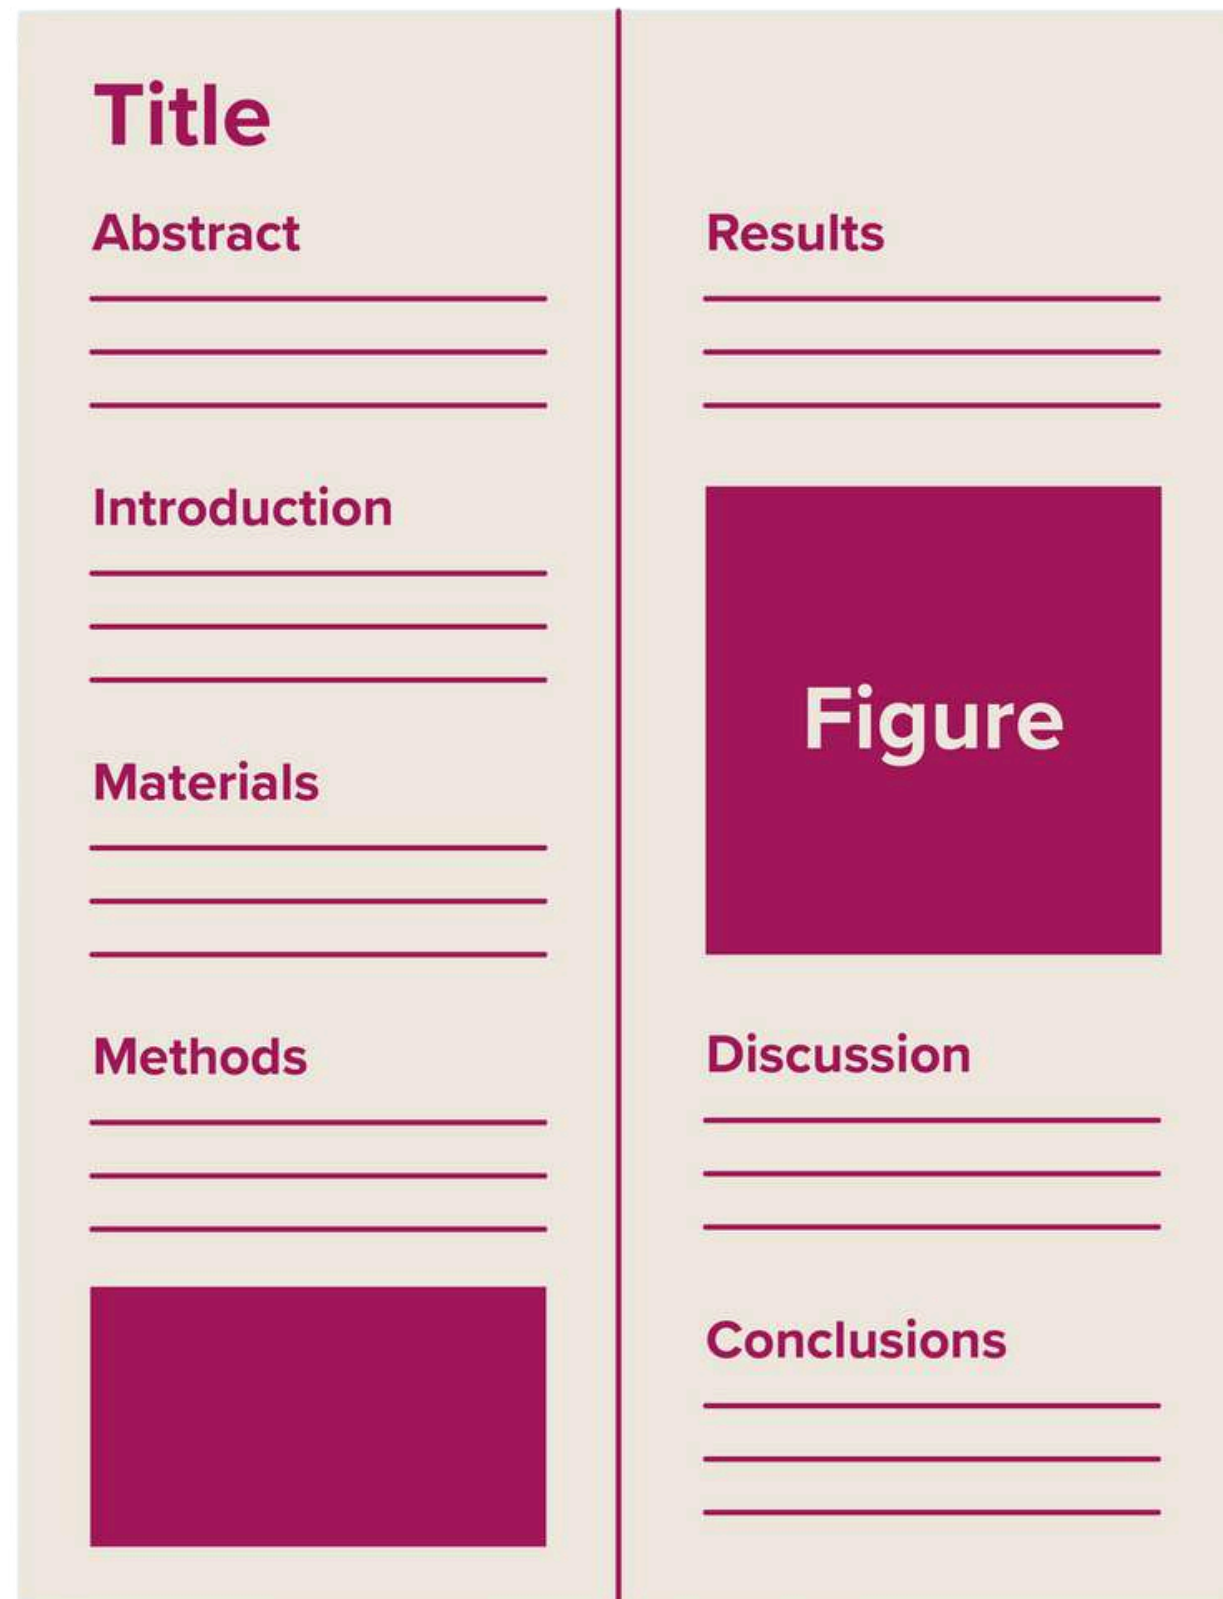 Title
Abstract
Introduction
Materials
Methods
Results
Figure
Discussion
Conclusions